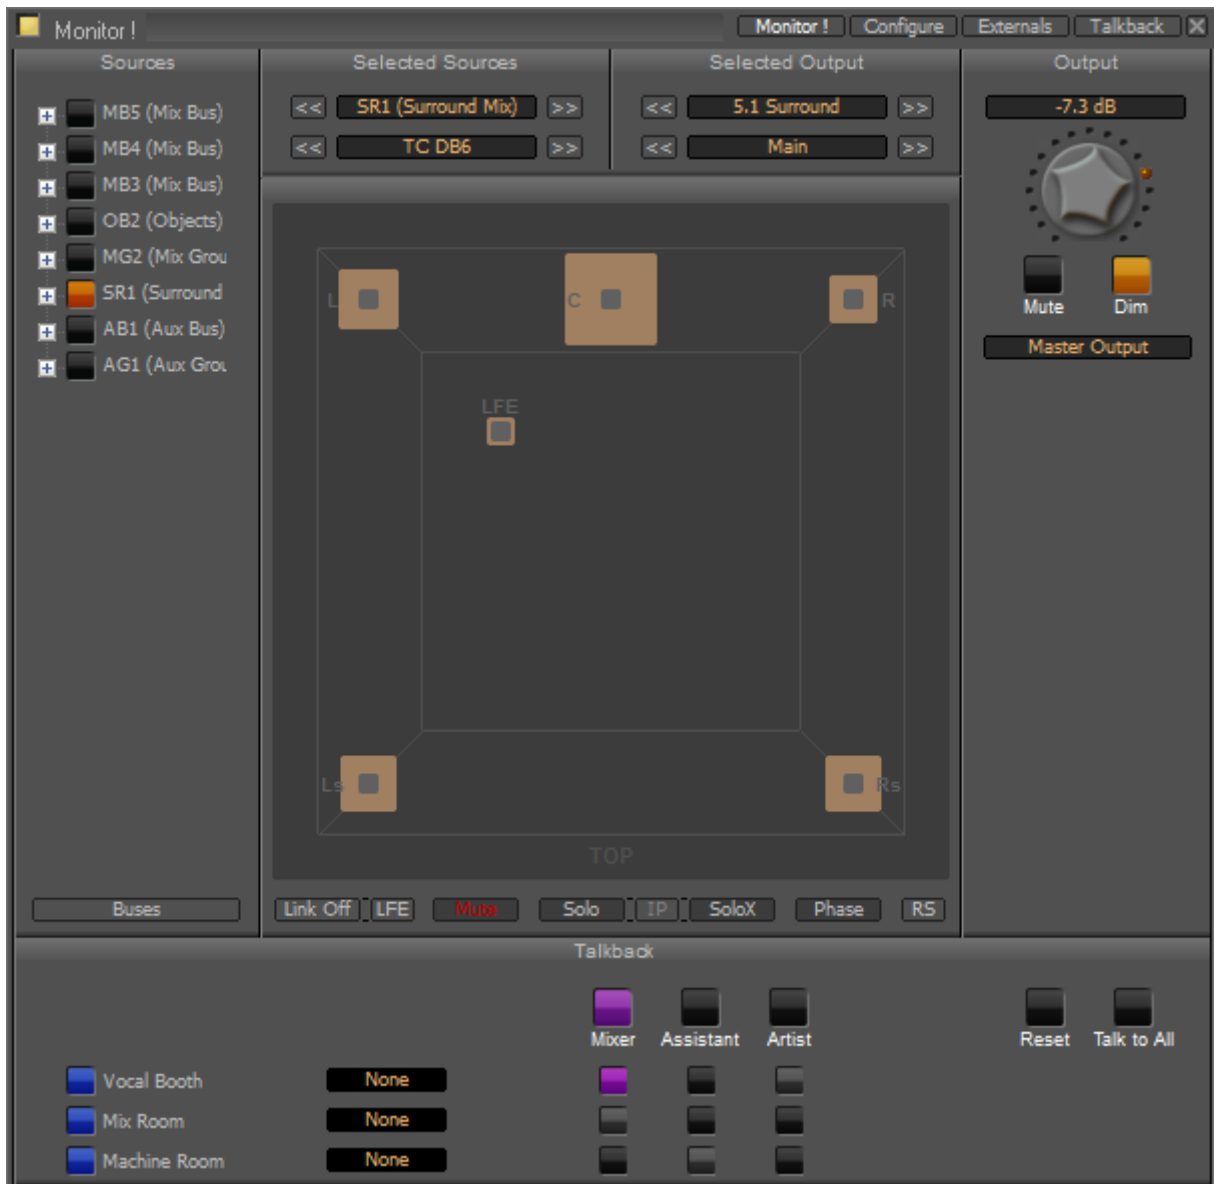 Monitor !
Monitor ! Configure Externals Talkback
Sources Selected Sources Selected Output Output
<< SR1 (Surround Mix) >> << 5.1 Surround >> -7.3 dB
<< TC DB6 >> << Main >>
MB5 (Mix Bus)
MB4 (Mix Bus)
MB3 (Mix Bus)
OB2 (Objects)
MG2 (Mix Grou
SR1 (Surround
AB1 (Aux Bus)
AG1 (Aux Grou
L C R
LFE
Ls Rs
TOP
Mute Dim
Master Output
Buses
Link Off LFE Mute Solo IP SoloX Phase RS
Talkback
Mixer Assistant Artist Reset Talk to All
Vocal Booth None
Mix Room None
Machine Room None